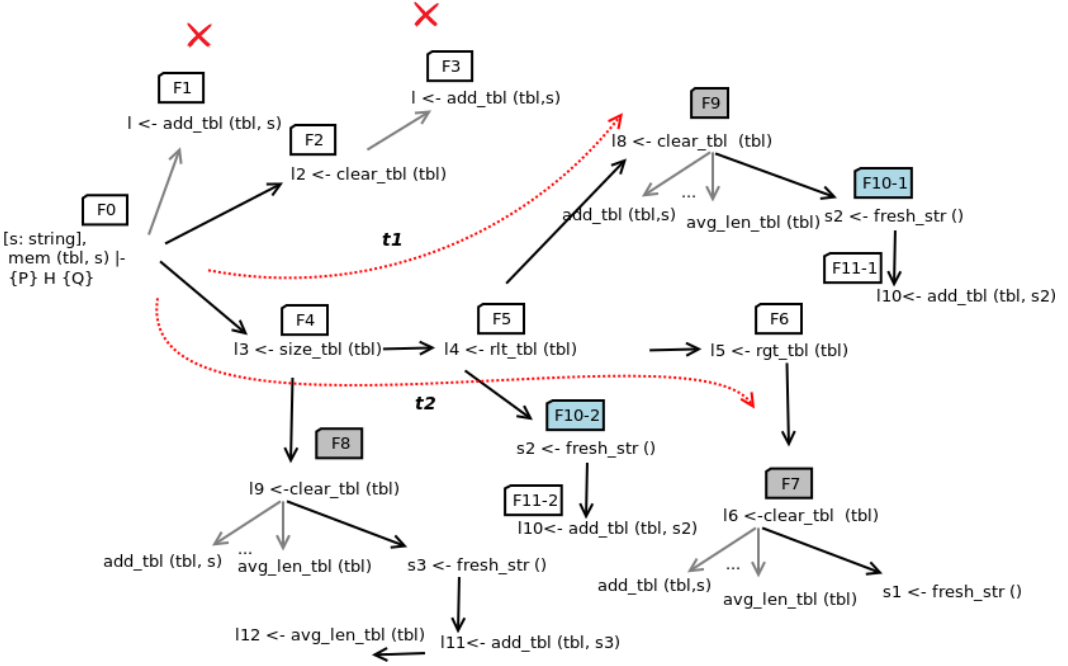 F3
F1
l <- add_tbl (tbl,s)
F9
l <- add_tbl (tbl, s)
F2
l8 <- clear_tbl (tbl)
l2 <- clear_tbl (tbl)
F10-1
F0
...
add_tbl (tbl,s)
avg_len_tbl (tbl)
s2 <- fresh_str ()
[s: string],
mem (tbl, s) |-
{P} H {Q}
t1
F11-1
l10<- add_tbl (tbl, s2)
F4
F5
F6
l3 <- size_tbl (tbl)
l4 <- rlt_tbl (tbl)
l5 <- rgt_tbl (tbl)
t2
F10-2
F8
s2 <- fresh_str ()
l9 <-clear_tbl (tbl)
F7
F11-2
l6 <-clear_tbl (tbl)
l10<- add_tbl (tbl, s2)
...
add_tbl (tbl, s)
avg_len_tbl (tbl)
s3 <- fresh_str ()
...
add_tbl (tbl,s)
avg_len_tbl (tbl)
s1 <- fresh_str ()
l12 <- avg_len_tbl (tbl)
l11<- add_tbl (tbl, s3)